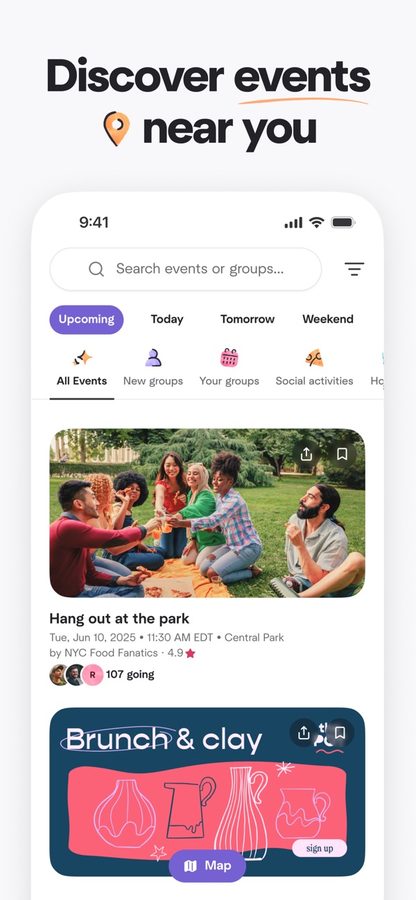 Discover events
near you
9:41
Search events or groups...
Upcoming
Today
Tomorrow
Weekend
All Events
New groups
Your groups
Social activities
Ho
Hang out at the park
Tue, Jun 10, 2025 • 11:30 AM EDT • Central Park
by NYC Food Fanatics · 4.9
R
107 going
Brunch & clay
sign up
Map